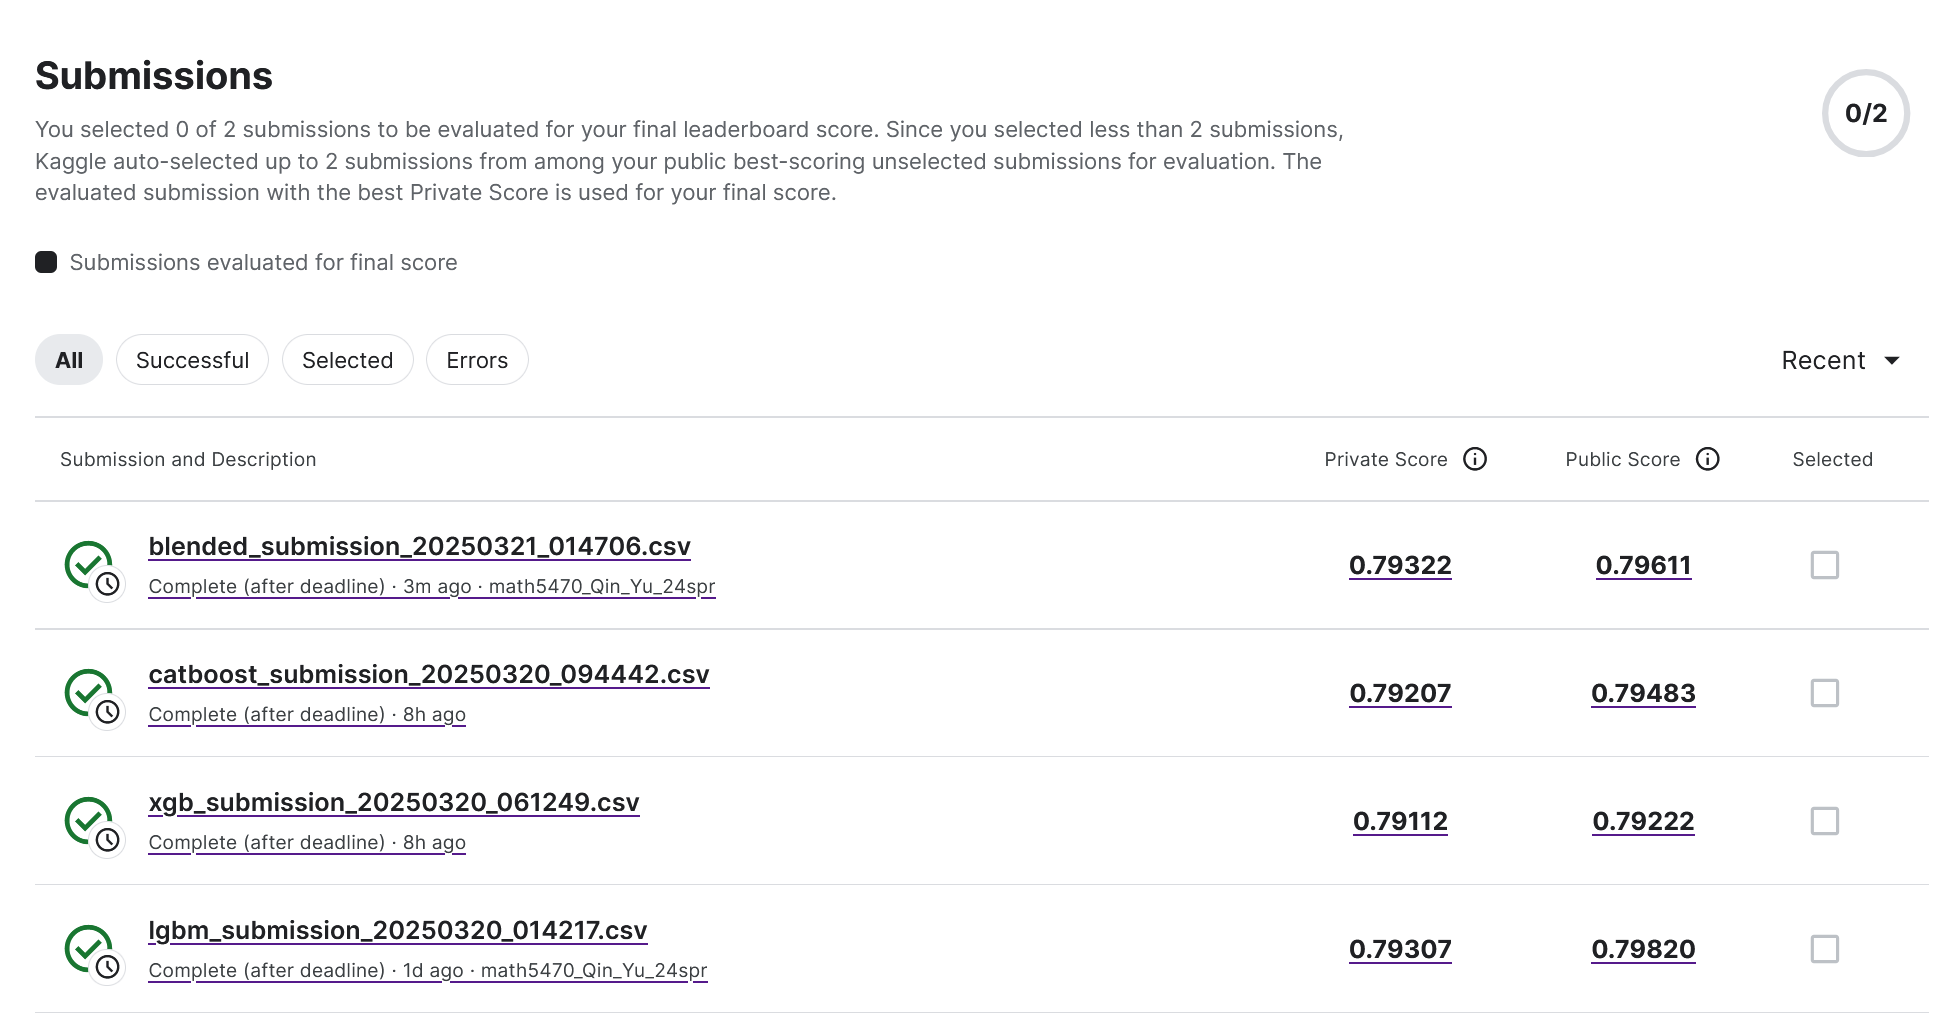 Submissions
0/2
You selected 0 of 2 submissions to be evaluated for your final leaderboard score. Since you selected less than 2 submissions,
Kaggle auto-selected up to 2 submissions from among your public best-scoring unselected submissions for evaluation. The
evaluated submission with the best Private Score is used for your final score.
Submissions evaluated for final score
All Successful Selected Errors Recent
Submission and Description Private Score Public Score Selected
blended_submission_20250321_014706.csv
Complete (after deadline) · 3m ago · math5470_Qin_Yu_24spr
0.79322 0.79611
catboost_submission_20250320_094442.csv
Complete (after deadline) · 8h ago
0.79207 0.79483
xgb_submission_20250320_061249.csv
Complete (after deadline) · 8h ago
0.79112 0.79222
lgbm_submission_20250320_014217.csv
Complete (after deadline) · 1d ago · math5470_Qin_Yu_24spr
0.79307 0.79820